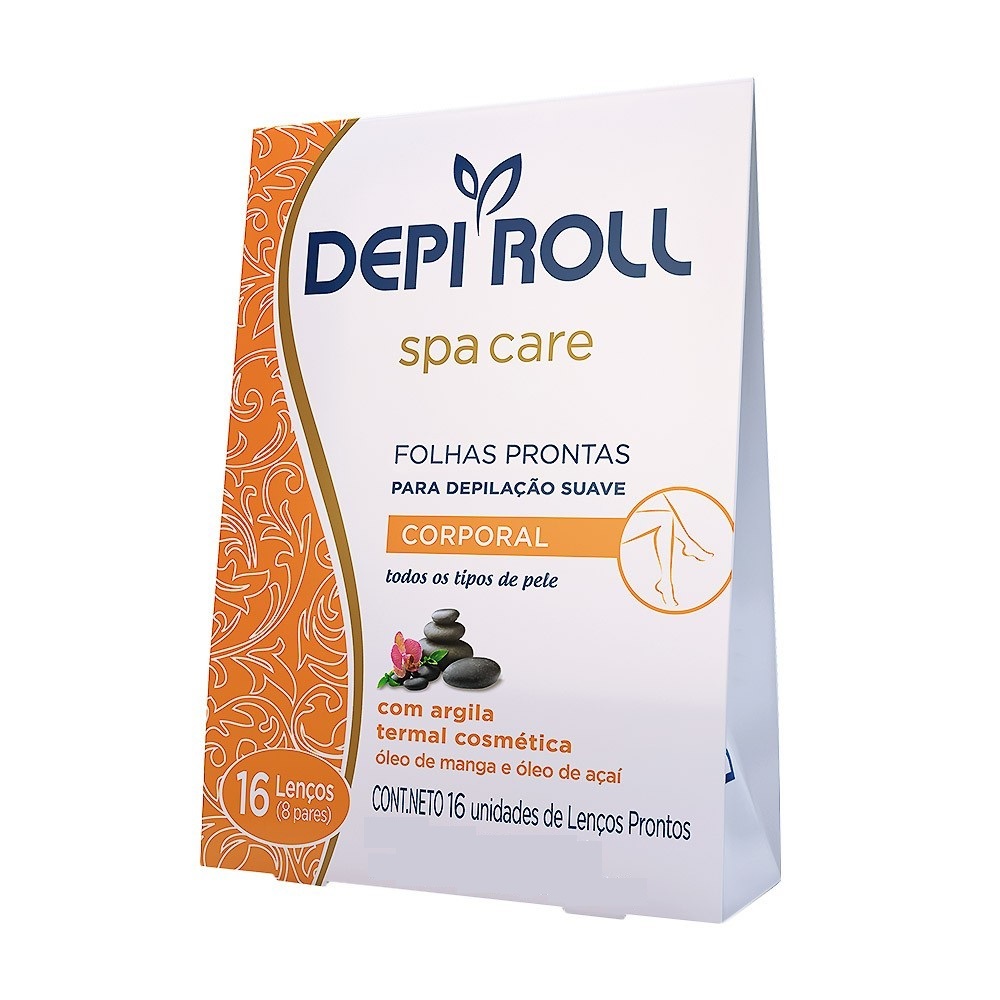 DEPI ROLL
spa care
FOLHAS PRONTAS
PARA DEPILAÇÃO SUAVE
CORPORAL
todos os tipos de pele
com argila
termal cosmética
óleo de manga e óleo de açaí
16 Lenços
(8 pares)
CONT.NETO 16 unidades de Lenços Prontos